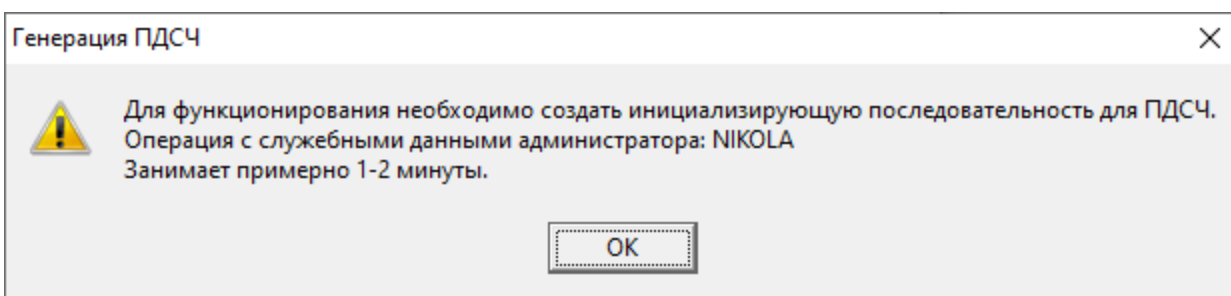 Генерация ПДСЧ
Для функционирования необходимо создать инициализирующую последовательность для ПДСЧ.
Операция с служебными данными администратора: NIKOLA
Занимает примерно 1-2 минуты.
ОК